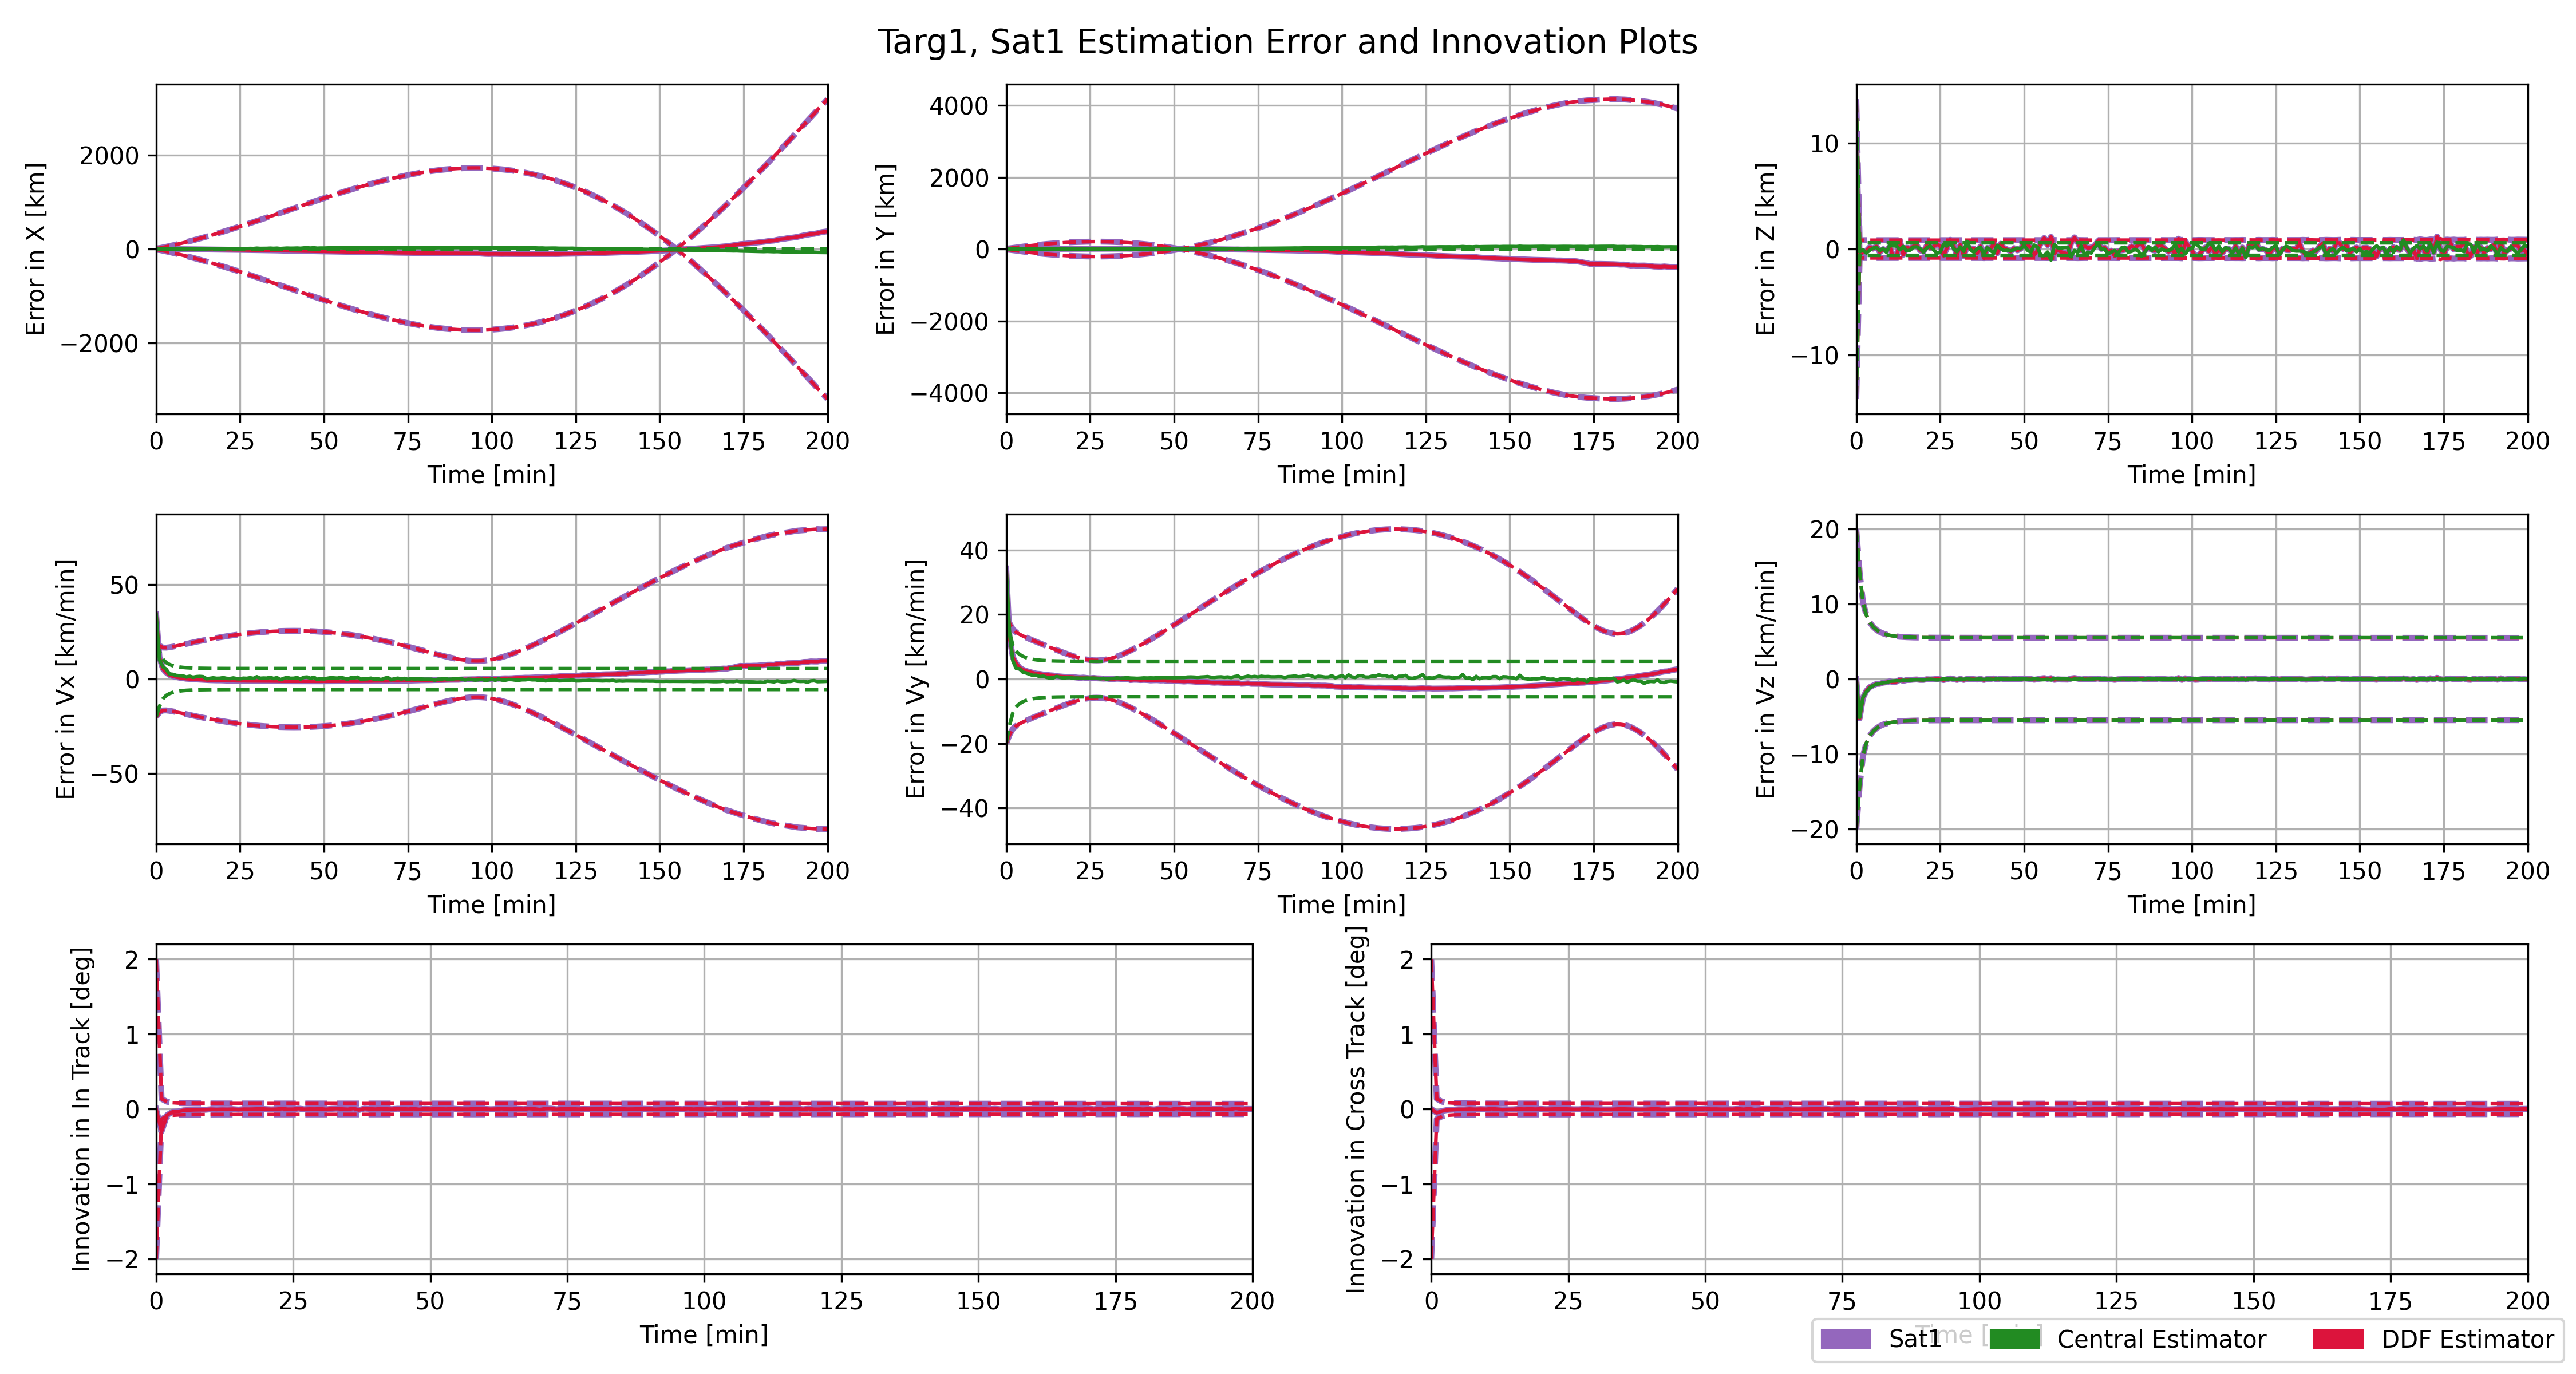 Targ1, Sat1 Estimation Error and Innovation Plots
Error in X [km]
2000
0
−2000
0 25 50 75 100 125 150 175 200
Time [min]
Error in Y [km]
4000
2000
0
−2000
−4000
0 25 50 75 100 125 150 175 200
Time [min]
Error in Z [km]
10
0
−10
0 25 50 75 100 125 150 175 200
Time [min]
Error in Vx [km/min]
50
0
−50
0 25 50 75 100 125 150 175 200
Time [min]
Error in Vy [km/min]
40
20
0
−20
−40
0 25 50 75 100 125 150 175 200
Time [min]
Error in Vz [km/min]
20
10
0
−10
−20
0 25 50 75 100 125 150 175 200
Time [min]
Innovation in In Track [deg]
2
1
0
−1
−2
0 25 50 75 100 125 150 175 200
Time [min]
Innovation in Cross Track [deg]
2
1
0
−1
−2
0 25 50 75 100 125 150 175 200
Time
Sat1 Central Estimator DDF Estimator